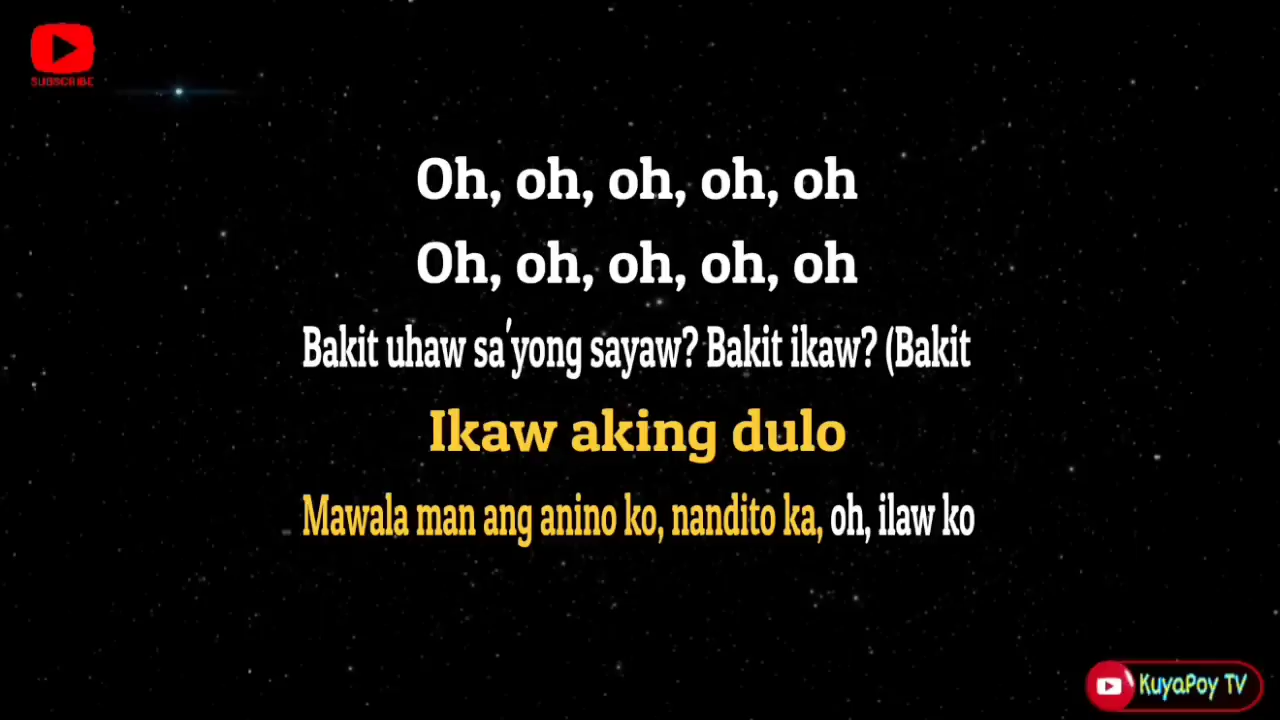 SUBSCRIBE
Oh, oh, oh, oh, oh
Oh, oh, oh, oh, oh
Bakit uhaw sa'yong sayaw? Bakit ikaw? (Bakit
Ikaw aking dulo
Mawala man ang anino ko, nandito ka, oh, ilaw ko
KuyaPoy TV